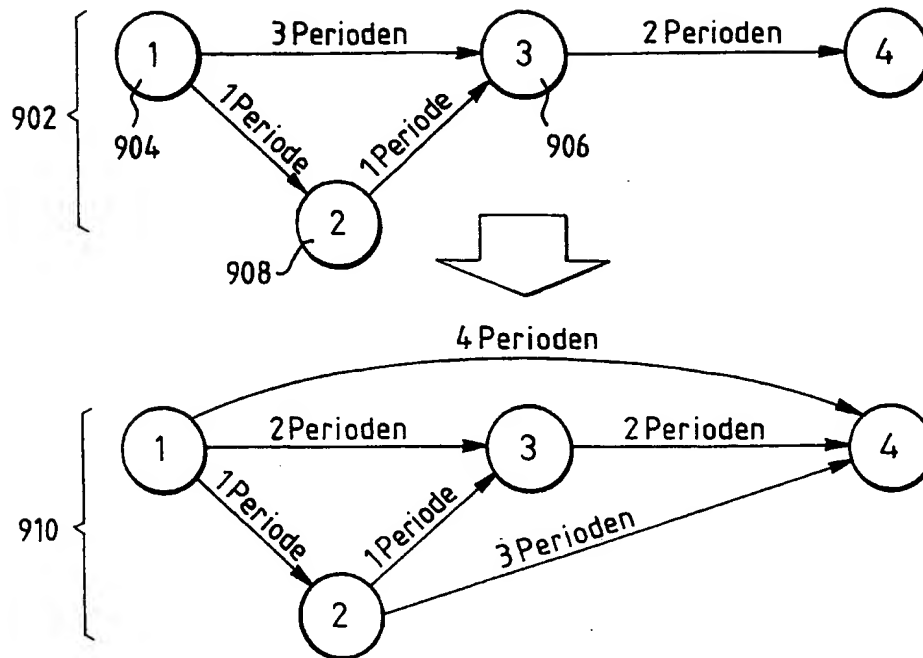 1
3 Perioden
3
2 Perioden
4
902
904
1 Periode
1 Periode
906
2
908
4 Perioden
1
2 Perioden
3
2 Perioden
4
910
1 Periode
1 Periode
3 Perioden
2